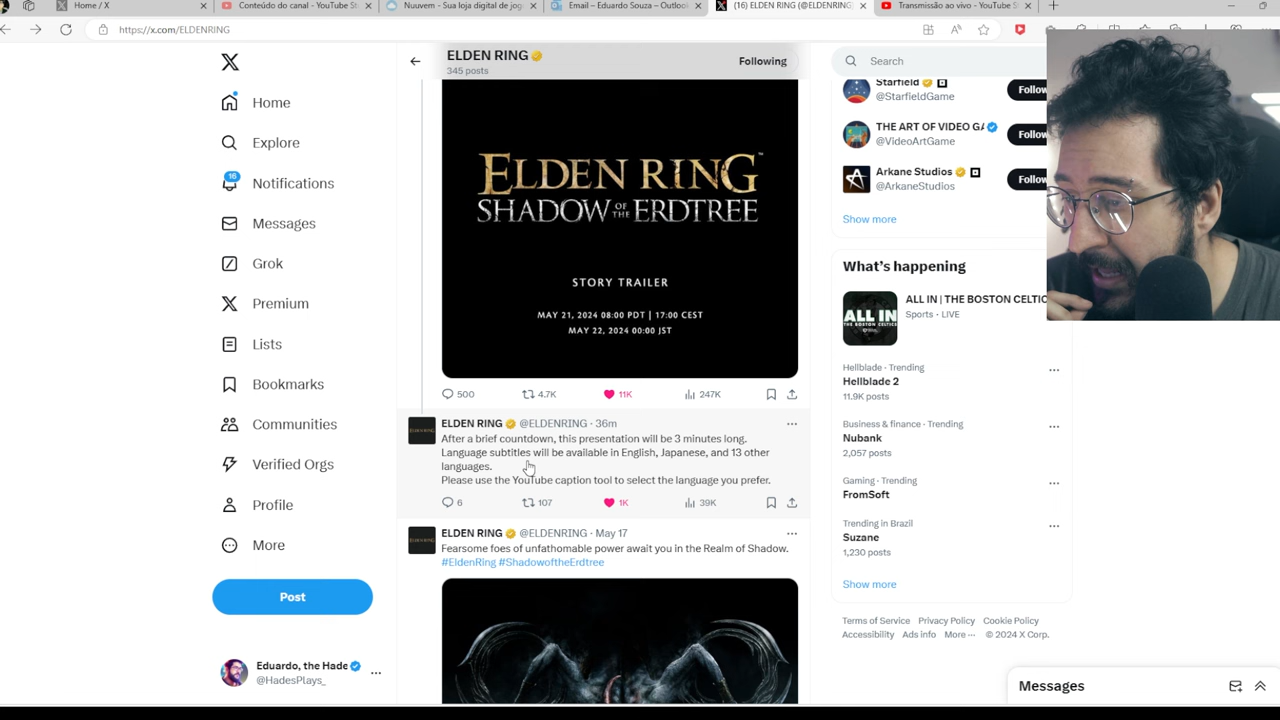 Home / X
Conteúdo do canal - YouTube St
Nuuvem - Sua loja digital de jog
Email – Eduardo Souza – Outlook
(16) ELDEN RING (@ELDENRING)
Transmissão ao vivo - YouTube S
https://x.com/ELDENRING
ELDEN RING
345 posts
Following
Search
Home
Explore
16
Notifications
Messages
Grok
Premium
Lists
Bookmarks
Communities
Verified Orgs
Profile
More
Post
Eduardo, the Hade
@HadesPlays_
ELDEN RING™
SHADOW OF THE ERDTREE
STORY TRAILER
MAY 21, 2024 08:00 PDT | 17:00 CEST
MAY 22, 2024 00:00 JST
500
4.7K
11K
247K
ELDEN RING @ELDENRING · 36m
After a brief countdown, this presentation will be 3 minutes long.
Language subtitles will be available in English, Japanese, and 13 other
languages.
Please use the YouTube caption tool to select the language you prefer.
6
107
1K
39K
ELDEN RING @ELDENRING · May 17
Fearsome foes of unfathomable power await you in the Realm of Shadow.
#EldenRing #ShadowoftheErdtree
Starfield
@StarfieldGame
Follow
THE ART OF VIDEO GA
@VideoArtGame
Follow
Arkane Studios
@ArkaneStudios
Follow
Show more
What's happening
ALL IN
THE BOSTON CELTICS
ALL IN | THE BOSTON CELTIC
Sports · LIVE
Hellblade · Trending
Hellblade 2
11.9K posts
Business & finance · Trending
Nubank
2,057 posts
Gaming · Trending
FromSoft
Trending in Brazil
Suzane
1,230 posts
Show more
Terms of Service Privacy Policy Cookie Policy
Accessibility Ads info More ··· © 2024 X Corp.
Messages